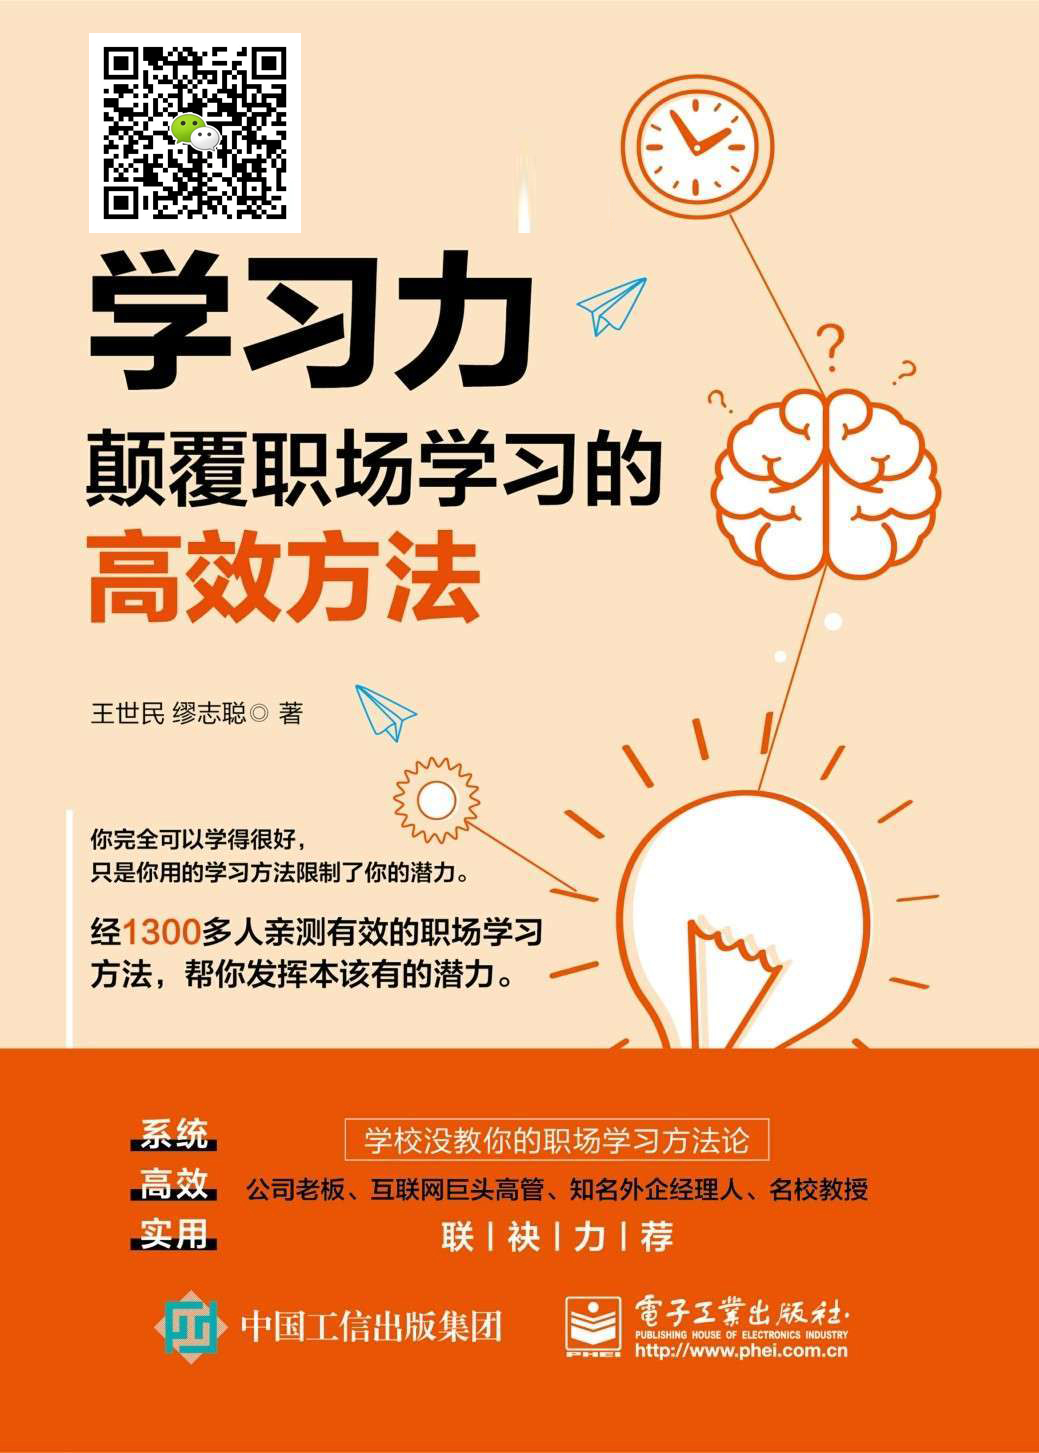 学习力
颠覆职场学习的
高效方法
王世民 缪志聪◎ 著
你完全可以学得很好，
只是你用的学习方法限制了你的潜力。
经1300多人亲测有效的职场学习
方法，帮你发挥本该有的潜力。
系统
高效
实用
学校没教你的职场学习方法论
公司老板、互联网巨头高管、知名外企经理人、名校教授
联|袂|力|荐
中国工信出版集团
PHEI
電子工業出版社·
PUBLISHING HOUSE OF ELECTRONICS INDUSTRY
http://www.phei.com.cn